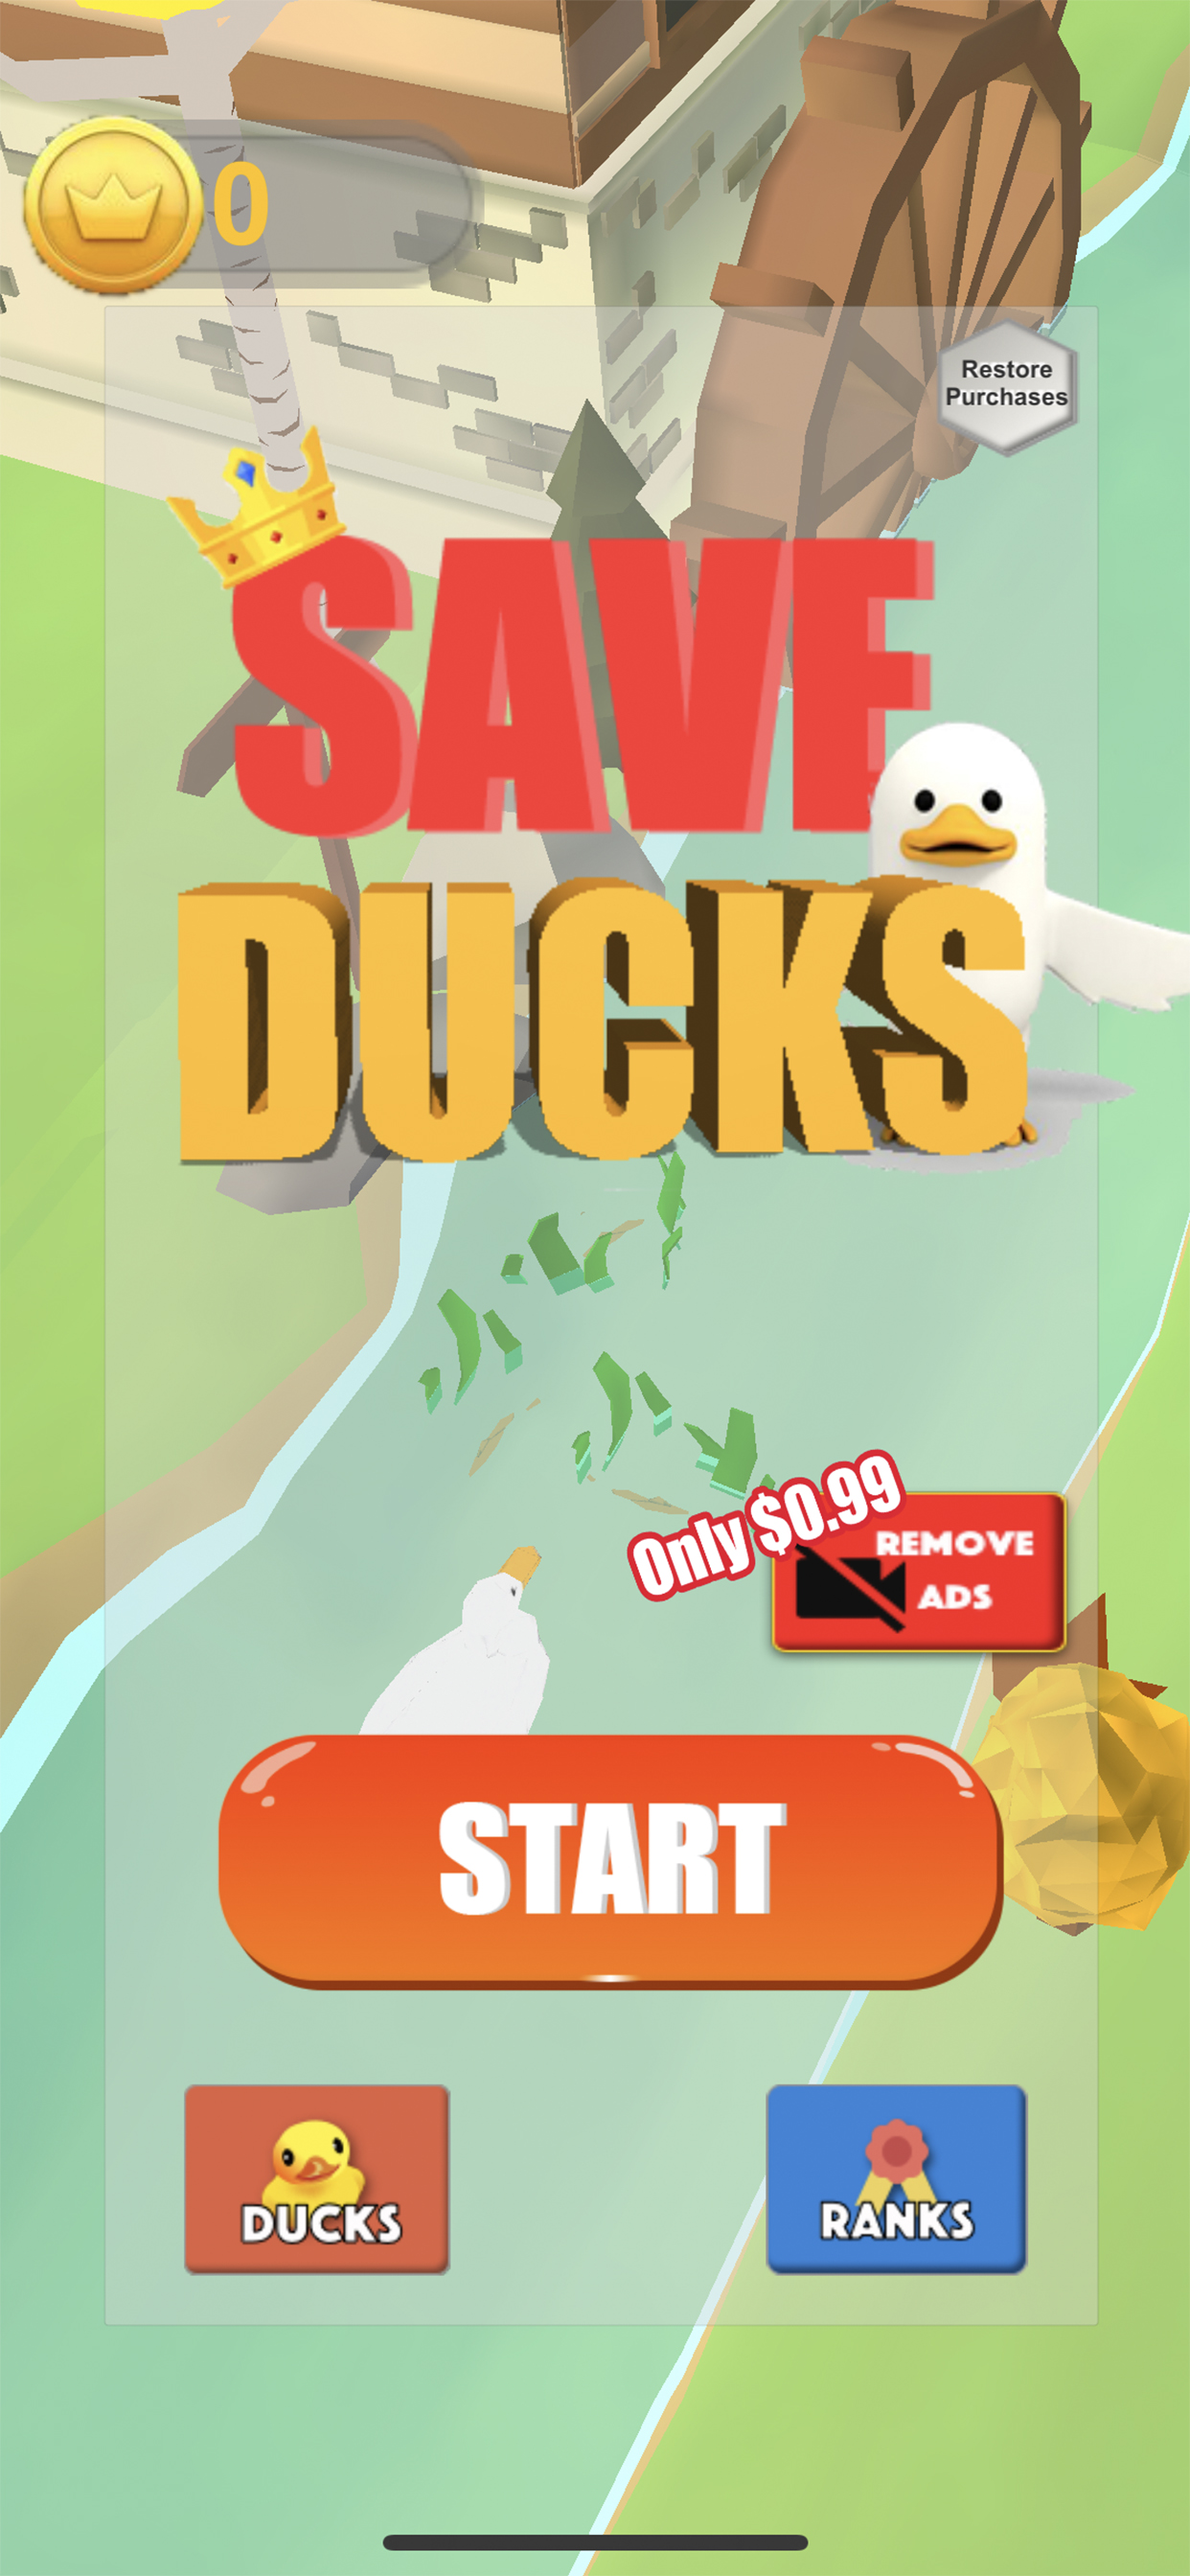 0
Restore
Purchases
SAVE
DUCKS
Only $0.99
REMOVE
ADS
START
DUCKS
RANKS